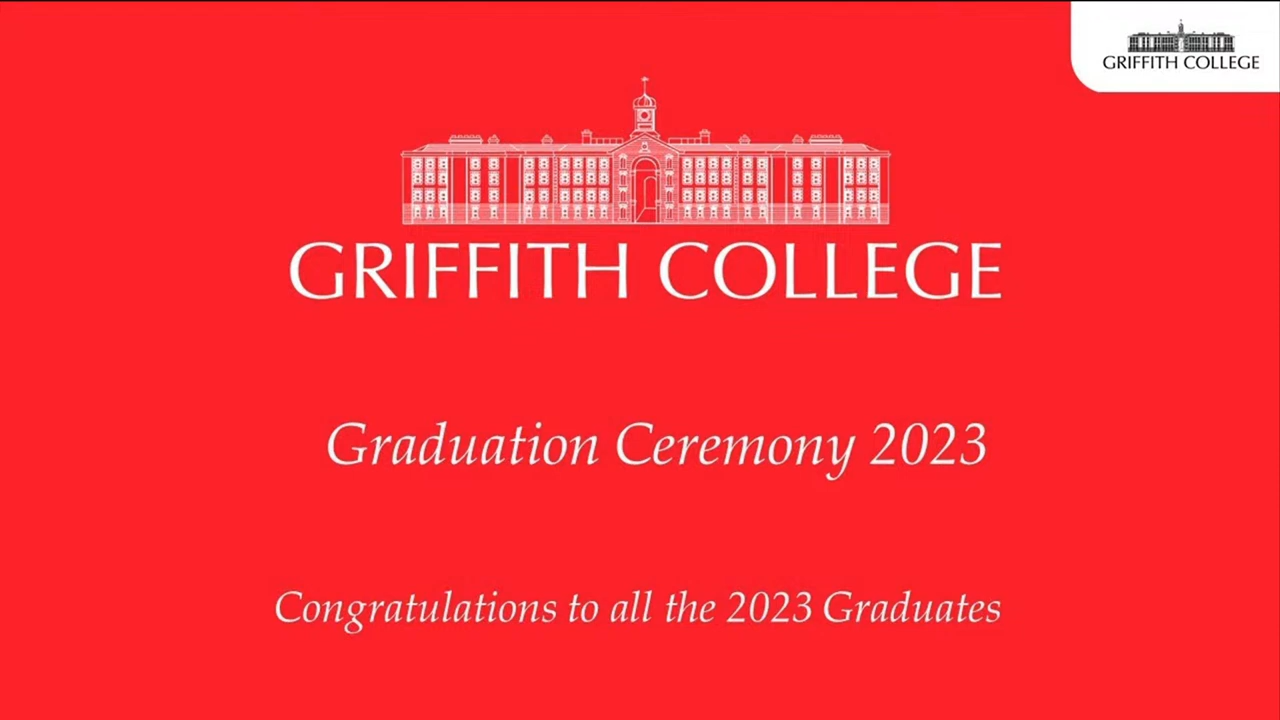 GRIFFITH COLLEGE
GRIFFITH COLLEGE
Graduation Ceremony 2023
Congratulations to all the 2023 Graduates